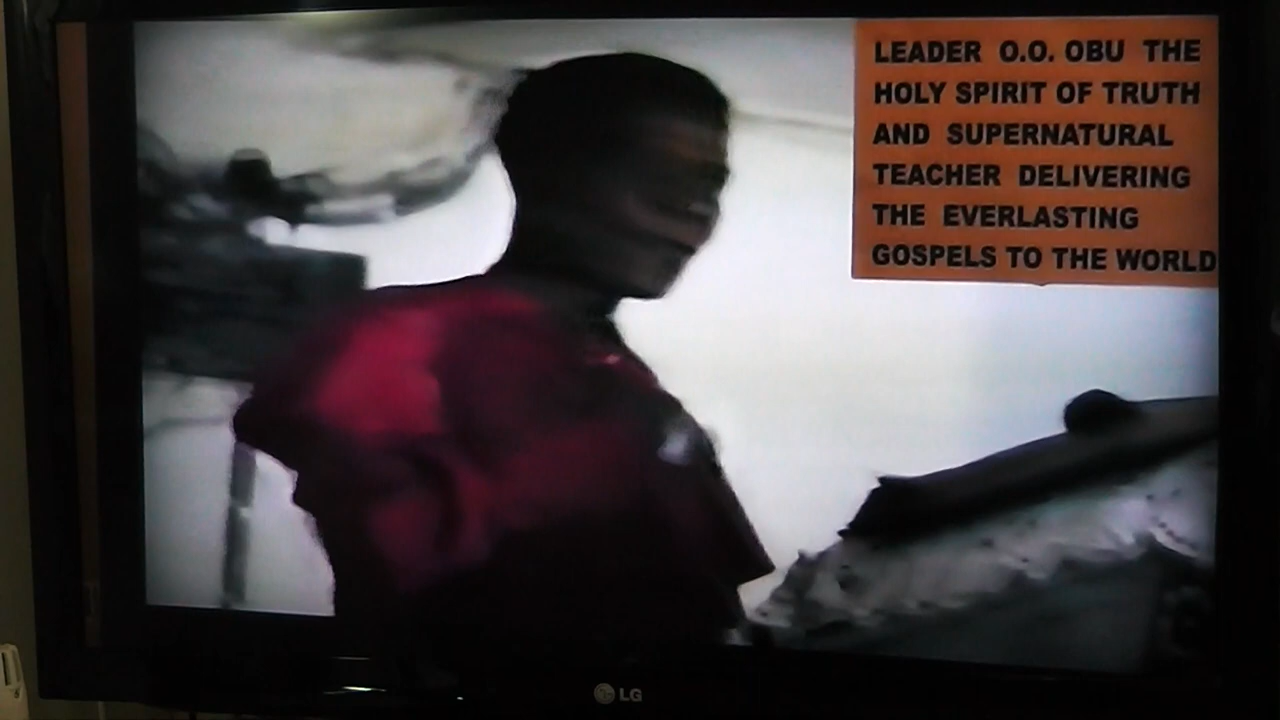 LEADER O.O. OBU THE
HOLY SPIRIT OF TRUTH
AND SUPERNATURAL
TEACHER DELIVERING
THE EVERLASTING
GOSPELS TO THE WORLD
LG